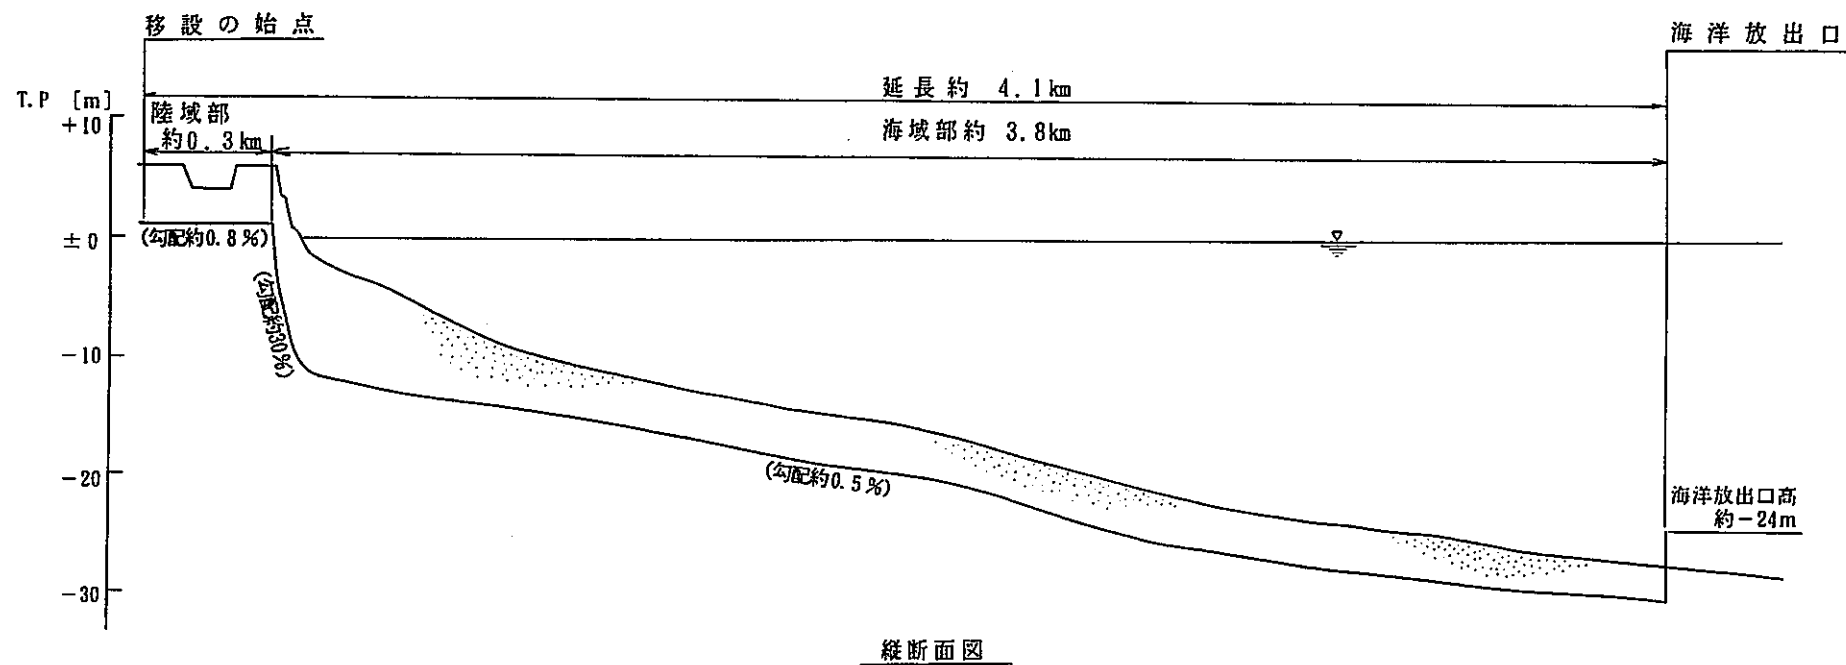 移設の始点
海洋放出口
延長約 4.1km
T.P [m]
+10
陸域部
約0.3km
海域部約 3.8km
±0
(勾配約0.8%)
(勾配約30%)
-10
(勾配約0.5%)
-20
海洋放出口高
約-24m
-30
縦断面図